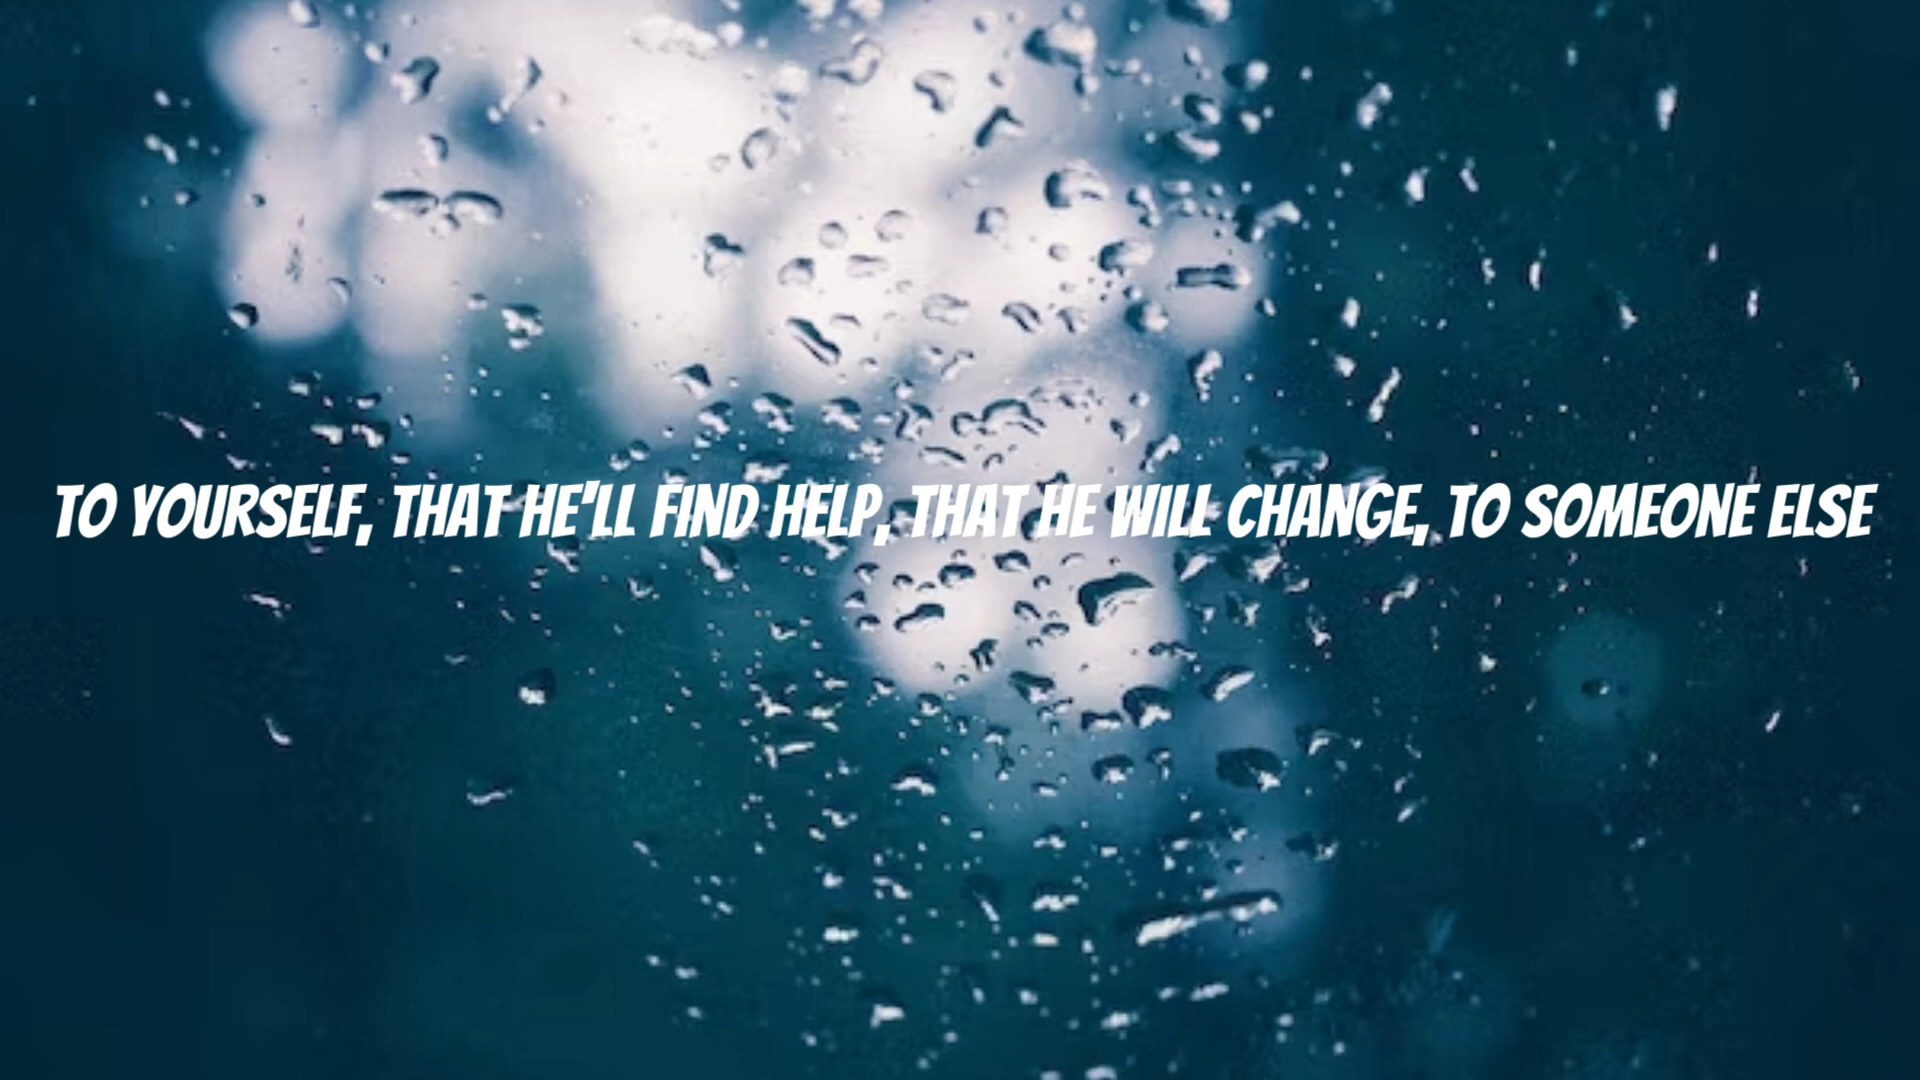 TO YOURSELF, THAT HE'LL FIND HELP, THAT HE WILL CHANGE, TO SOMEONE ELSE